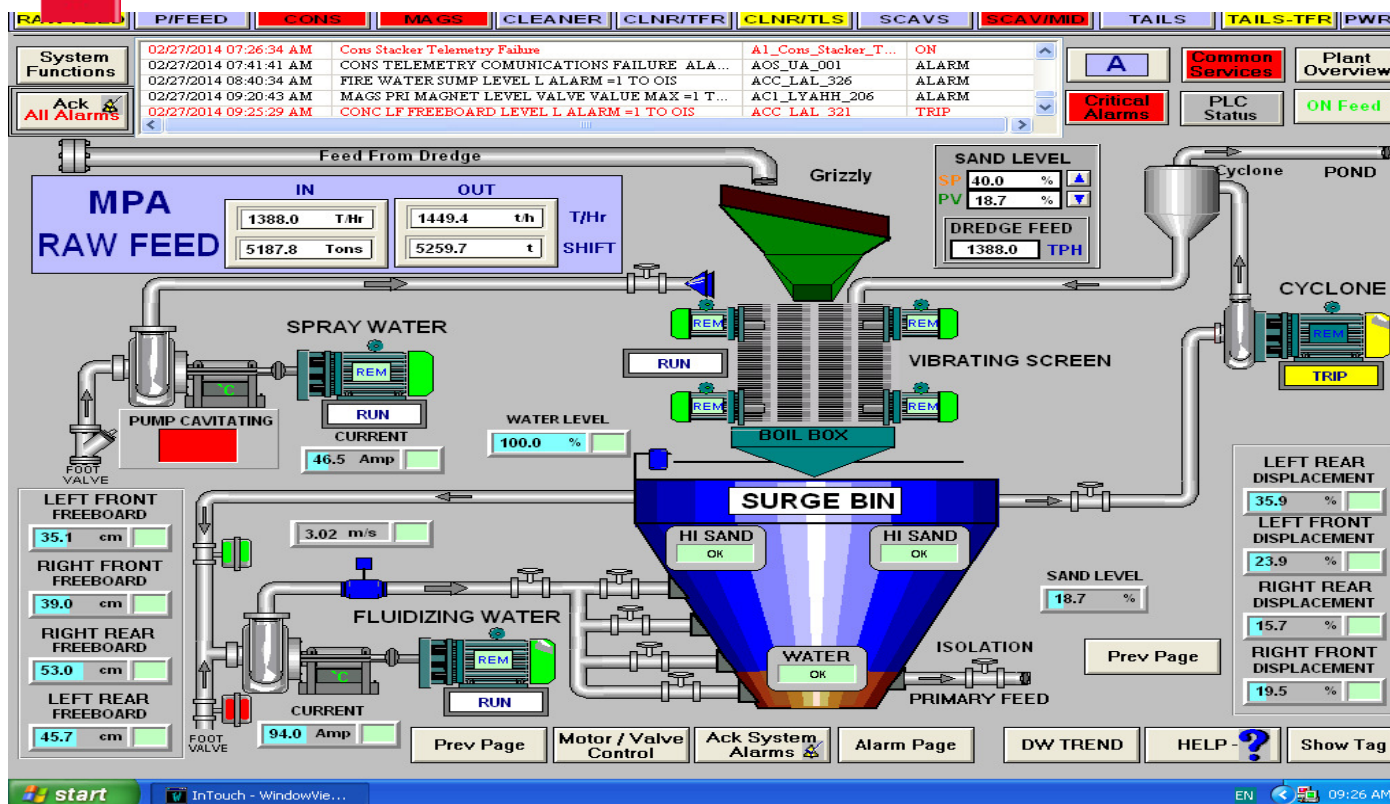 RAW FEED P/FEED CONS MAGS CLEANER CLNR/TFR CLNR/TLS SCAVS SCAV/MID TAILS TAILS-TFR PWR
System
Functions
Ack
All Alarms
02/27/2014 07:26:34 AM Cons Stacker Telemetry Failure A1_Cons_Stacker_T... ON
02/27/2014 07:41:41 AM CONS TELEMETRY COMUNICATIONS FAILURE ALA... AOS_UA_001 ALARM
02/27/2014 08:40:34 AM FIRE WATER SUMP LEVEL L ALARM =1 TO OIS ACC_LAL_326 ALARM
02/27/2014 09:20:43 AM MAGS PRI MAGNET LEVEL VALVE VALUE MAX =1 T... AC1_LYAHH_206 ALARM
02/27/2014 09:25:29 AM CONC LF FREEBOARD LEVEL L ALARM =1 TO OIS ACC_LAL_321 TRIP
A
Common
Services
Plant
Overview
Critical
Alarms
PLC
Status
ON Feed
Feed From Dredge
Grizzly
SAND LEVEL
SP 40.0 %
PV 18.7 %
DREDGE FEED
1388.0 TPH
Cyclone
POND
MPA
RAW FEED
IN OUT
1388.0 T/Hr 1449.4 t/h T/Hr
5187.8 Tons 5259.7 t SHIFT
CYCLONE
REM
TRIP
SPRAY WATER
REM
RUN
CURRENT
46.5 Amp
°C
PUMP CAVITATING
FOOT
VALVE
REM REM
RUN
VIBRATING SCREEN
REM REM
BOIL BOX
WATER LEVEL
100.0 %
SURGE BIN
HI SAND
OK
HI SAND
OK
WATER
OK
SAND LEVEL
18.7 %
LEFT FRONT
FREEBOARD
35.1 cm
RIGHT FRONT
FREEBOARD
39.0 cm
RIGHT REAR
FREEBOARD
53.0 cm
LEFT REAR
FREEBOARD
45.7 cm
3.02 m/s
FLUIDIZING WATER
REM
RUN
°C
CURRENT
94.0 Amp
FOOT
VALVE
ISOLATION
PRIMARY FEED
LEFT REAR
DISPLACEMENT
35.9 %
LEFT FRONT
DISPLACEMENT
23.9 %
RIGHT REAR
DISPLACEMENT
15.7 %
RIGHT FRONT
DISPLACEMENT
19.5 %
Prev Page
Prev Page
Motor / Valve
Control
Ack System
Alarms
Alarm Page
DW TREND
HELP - ?
Show Tag
start
InTouch - WindowVie...
EN
09:26 AM